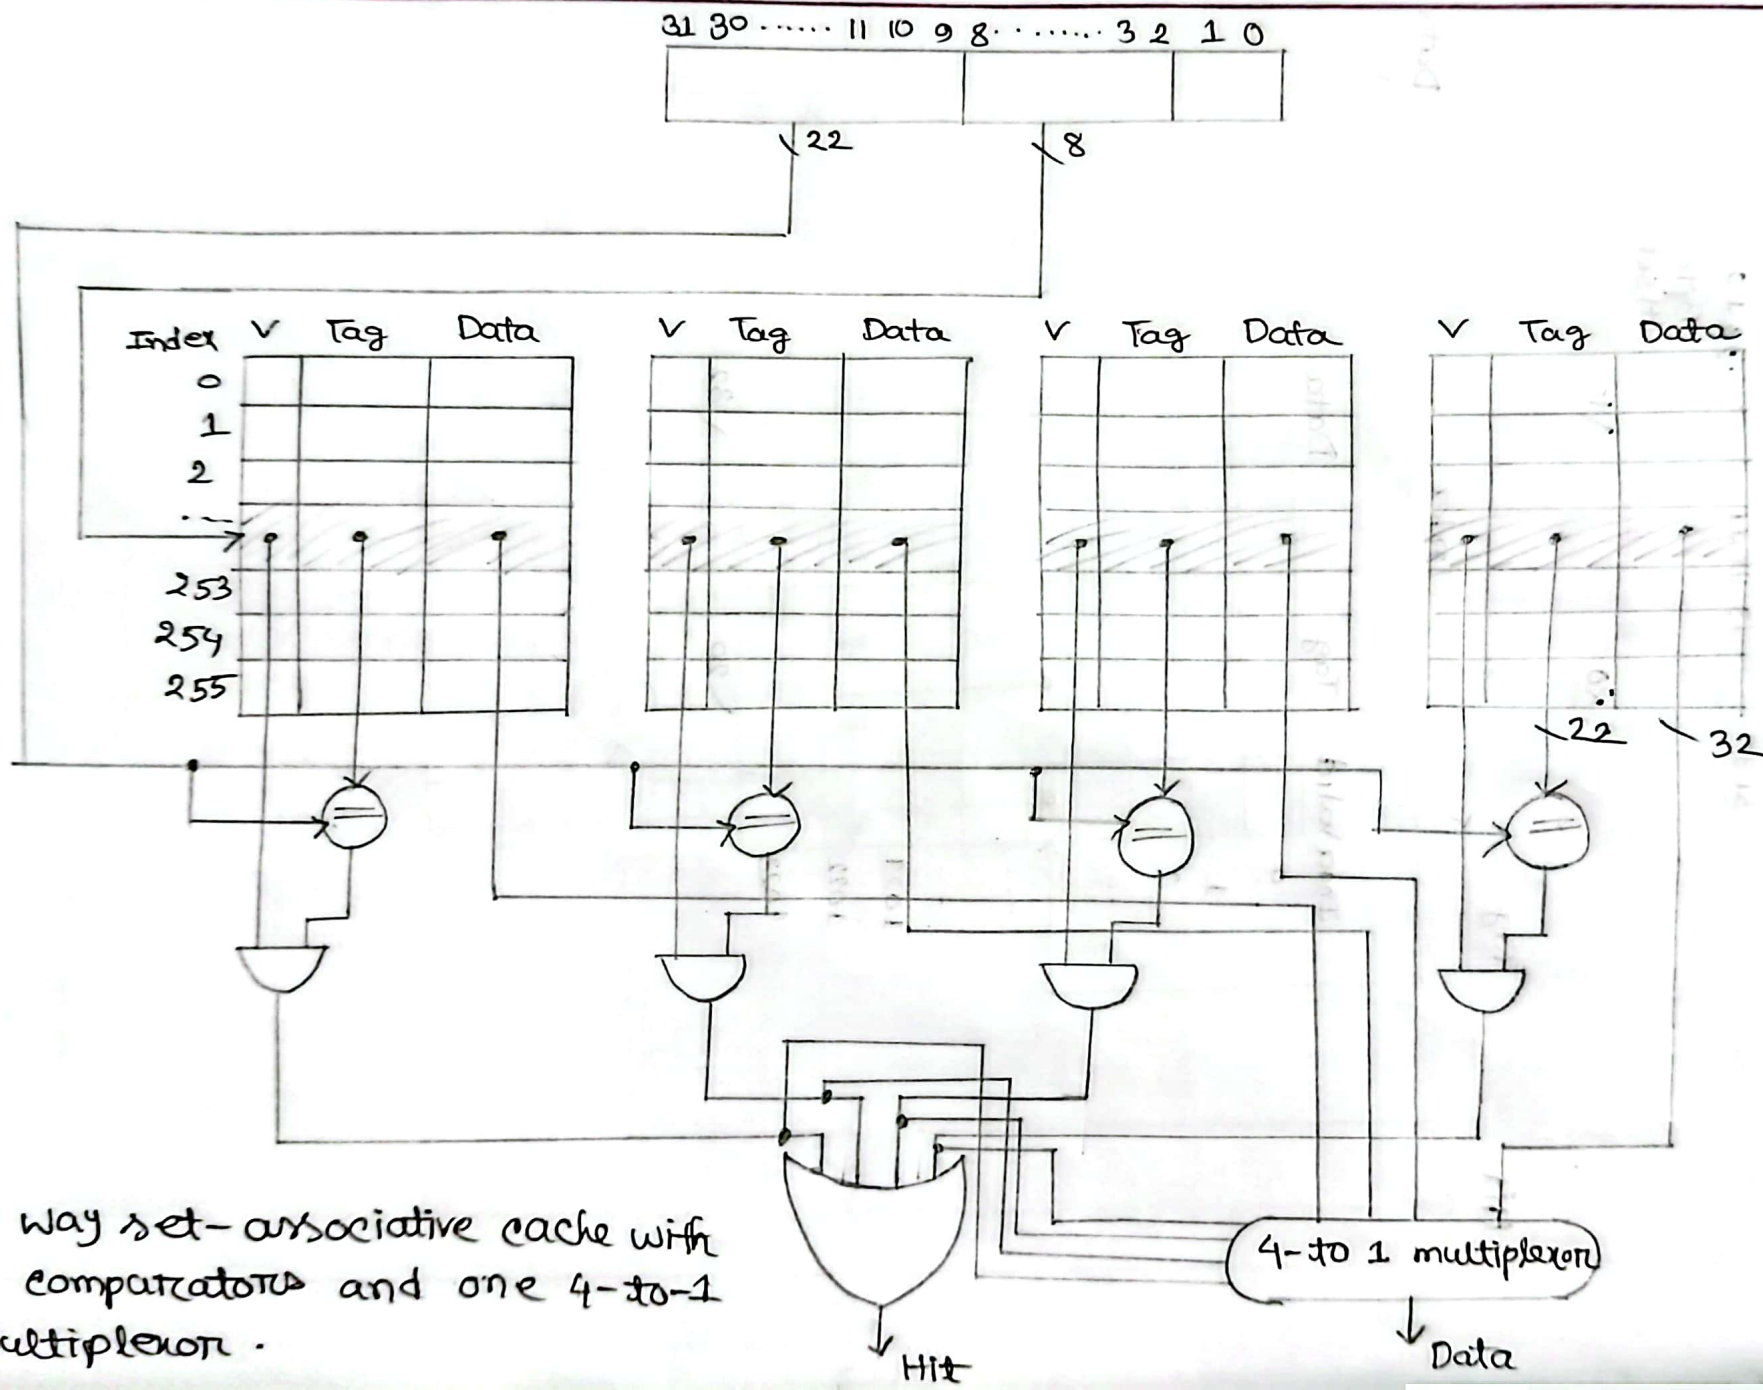 31 30 ...... 11 10 9 8 ........ 3 2 1 0
22
8
Index V Tag Data V Tag Data V Tag Data V Tag Data
0
1
2
...
253
254
255
22 32
= = = =
way set-associative cache with
comparators and one 4-to-1
ultiplexor.
4-to 1 multiplexor
Hit
Data